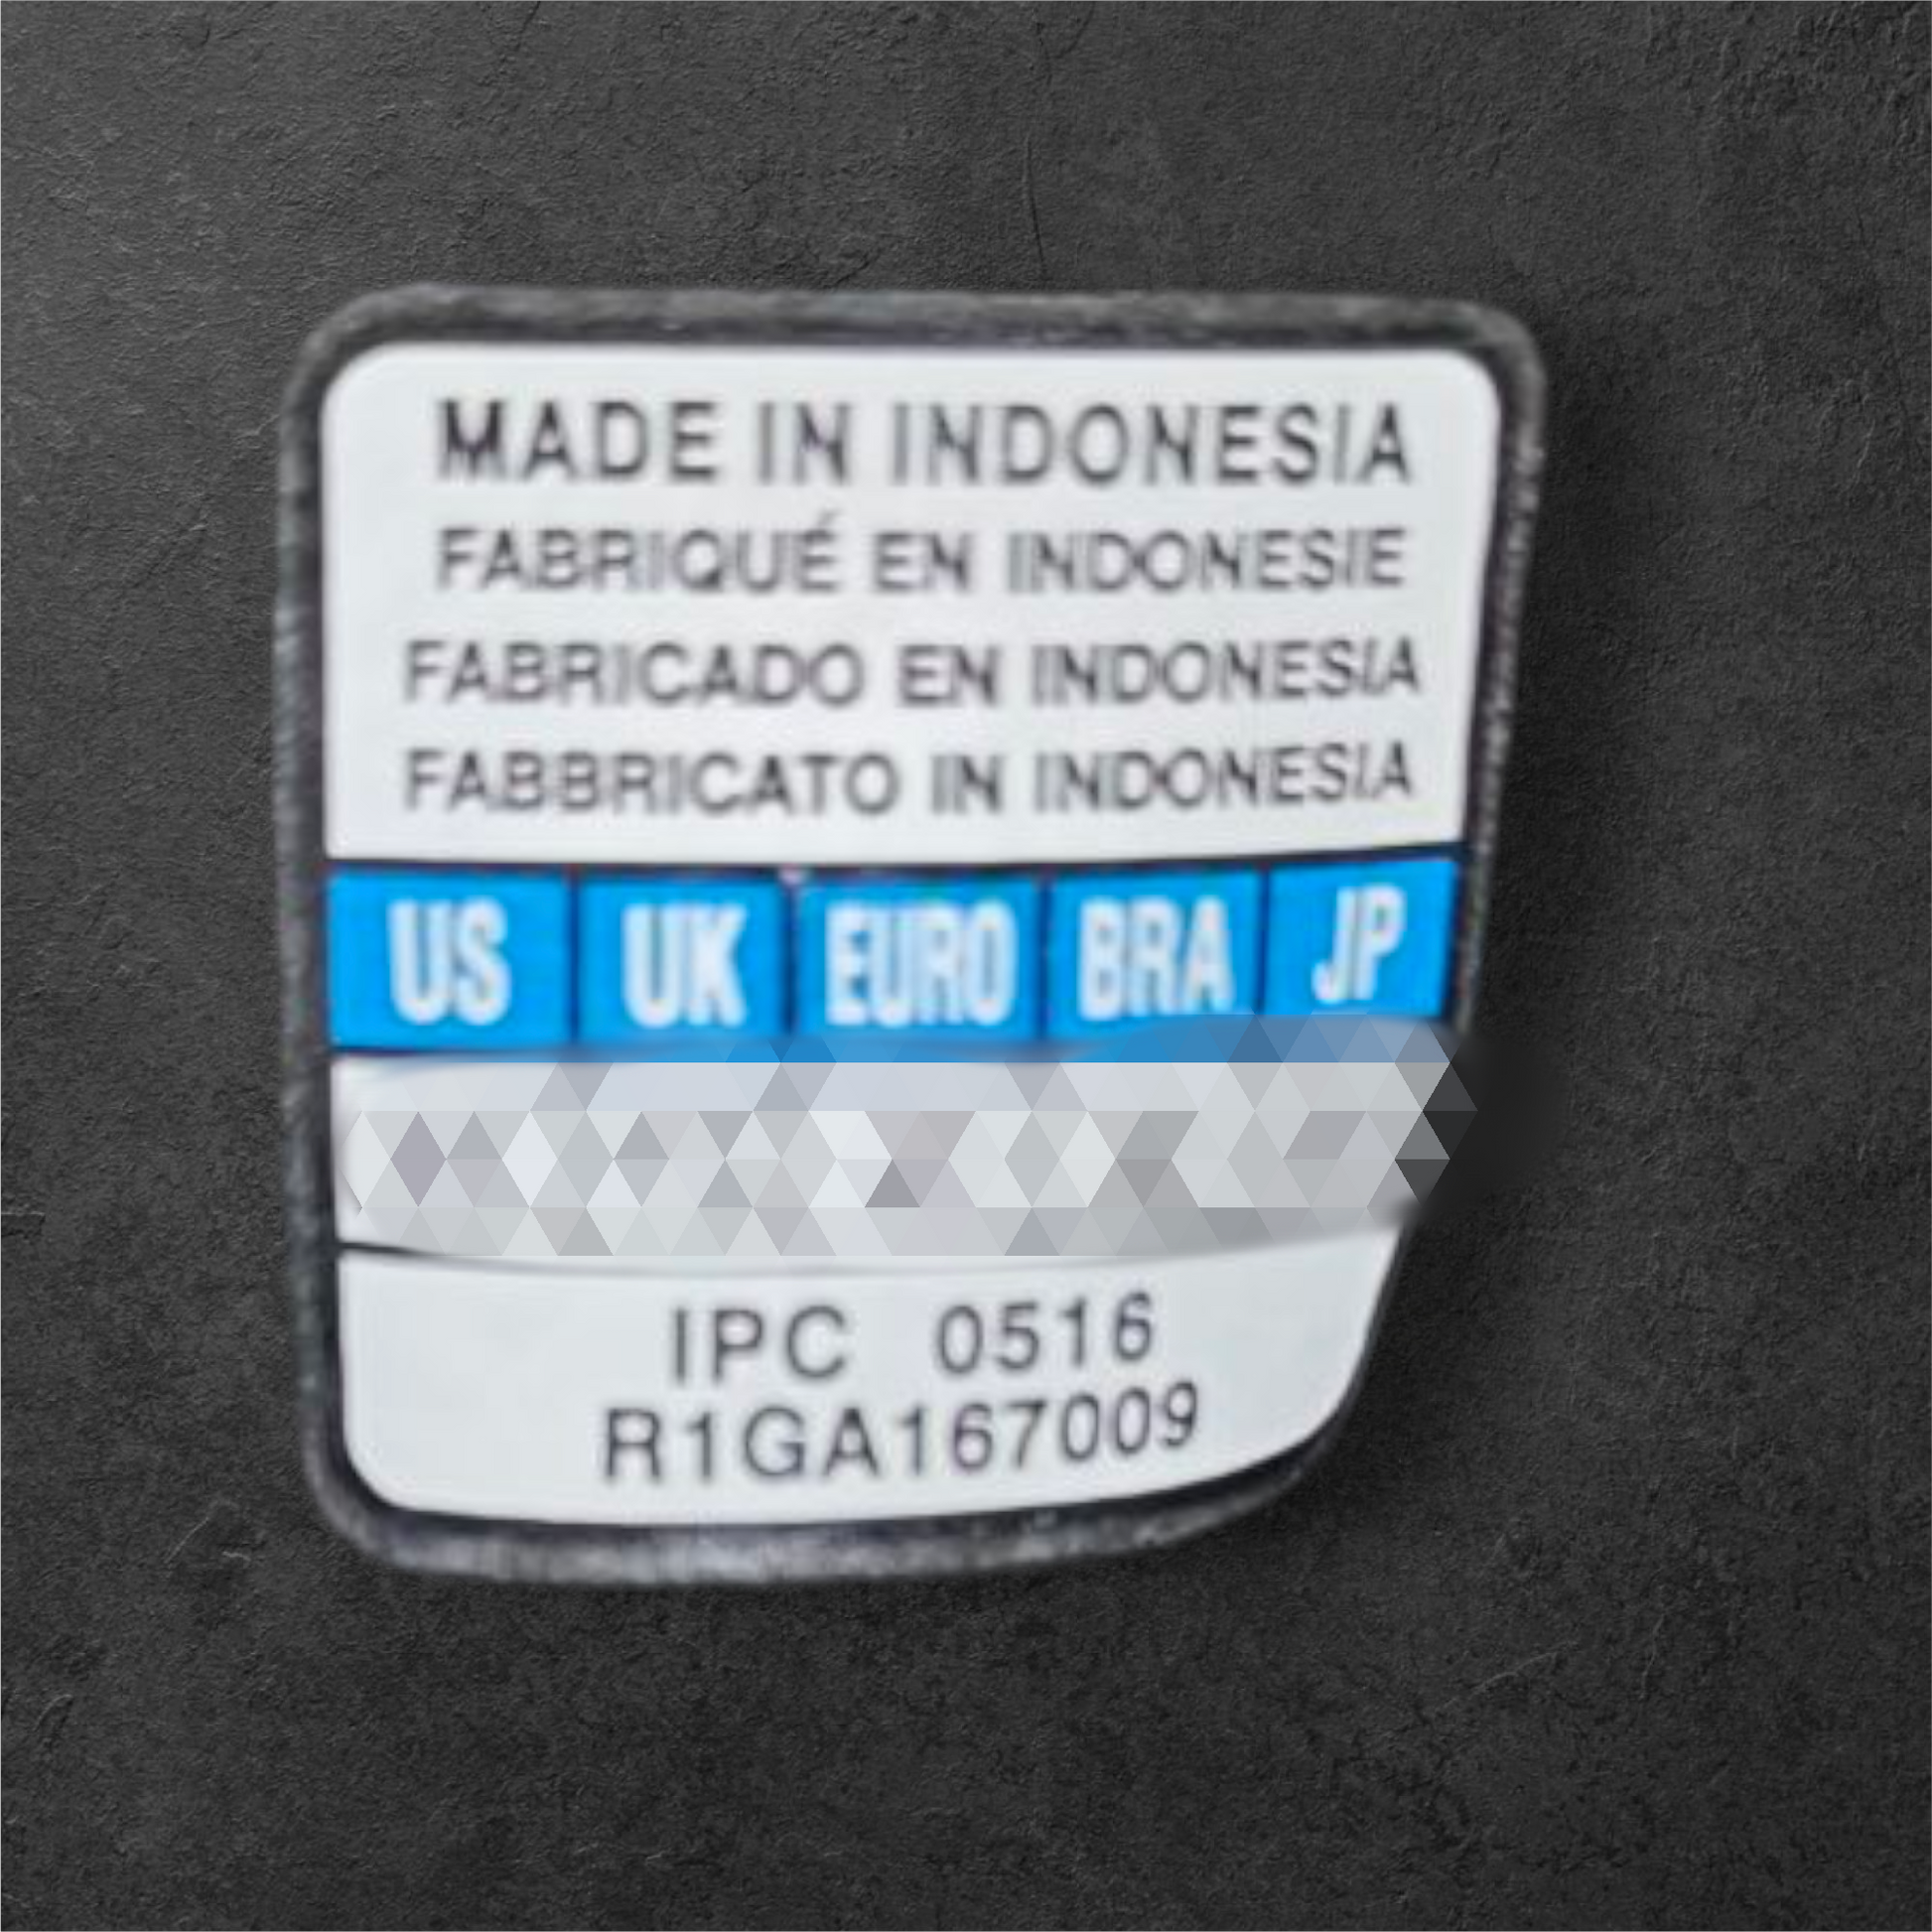 MADE IN INDONESIA
FABRIQUÉ EN INDONESIE
FABRICADO EN INDONESIA
FABBRICATO IN INDONESIA
US UK EURO BRA JP
IPC 0516
R1GA167009